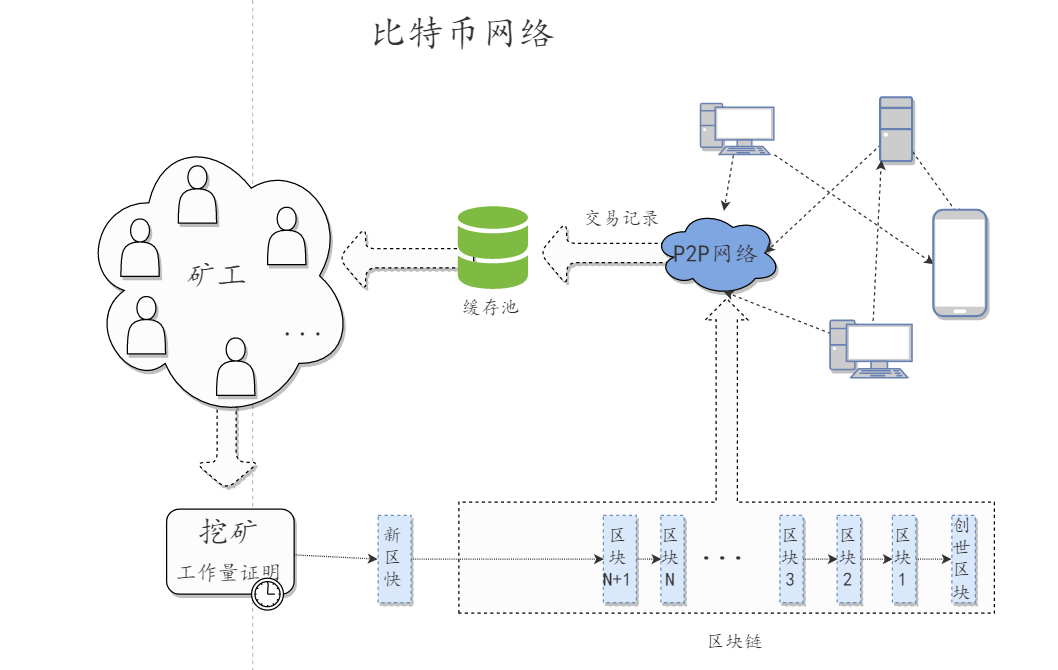 比特币网络
交易记录
P2P网络
矿工
缓存池
...
挖矿
工作量证明
新
区
快
区
块
N+1
区
块
N
...
区
块
3
区
块
2
区
块
1
创
世
区
块
区块链